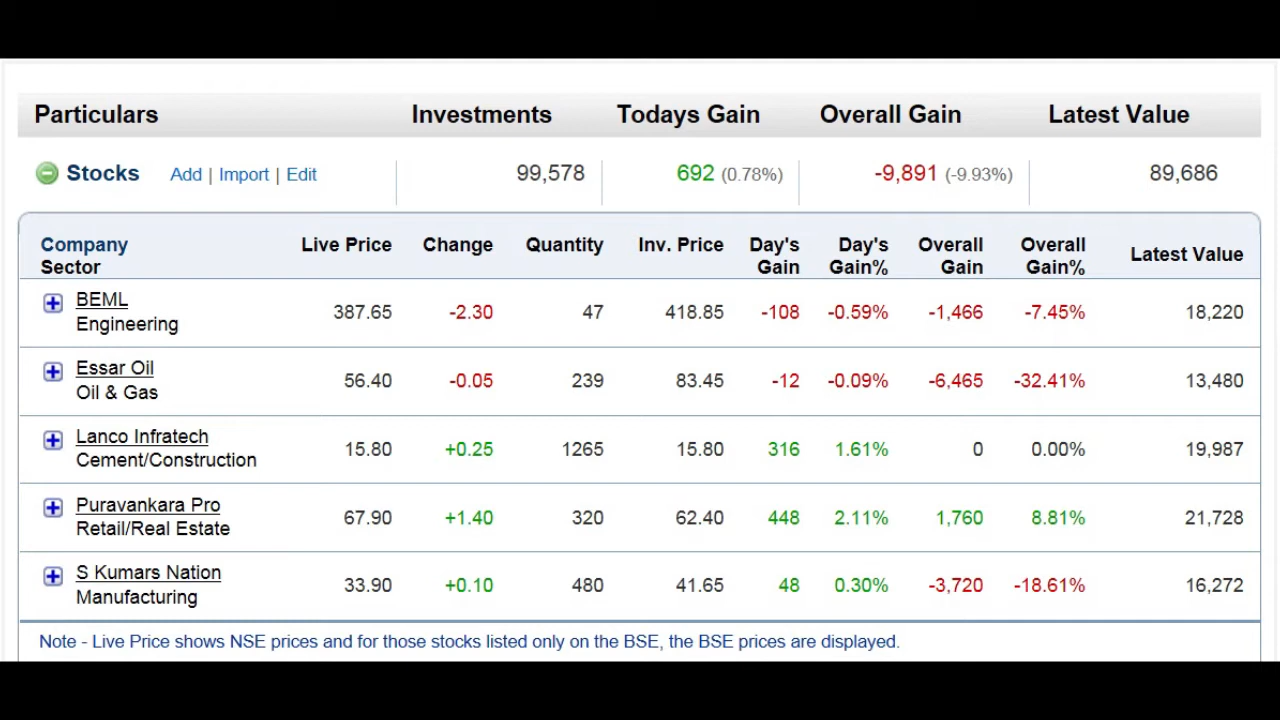 Particulars Investments Todays Gain Overall Gain Latest Value
Stocks Add | Import | Edit 99,578 692 (0.78%) -9,891 (-9.93%) 89,686
Company Live Price Change Quantity Inv. Price Day's Day's Overall Overall Latest Value
Sector Gain Gain% Gain Gain%
BEML
Engineering 387.65 -2.30 47 418.85 -108 -0.59% -1,466 -7.45% 18,220
Essar Oil
Oil & Gas 56.40 -0.05 239 83.45 -12 -0.09% -6,465 -32.41% 13,480
Lanco Infratech
Cement/Construction 15.80 +0.25 1265 15.80 316 1.61% 0 0.00% 19,987
Puravankara Pro
Retail/Real Estate 67.90 +1.40 320 62.40 448 2.11% 1,760 8.81% 21,728
S Kumars Nation
Manufacturing 33.90 +0.10 480 41.65 48 0.30% -3,720 -18.61% 16,272
Note - Live Price shows NSE prices and for those stocks listed only on the BSE, the BSE prices are displayed.